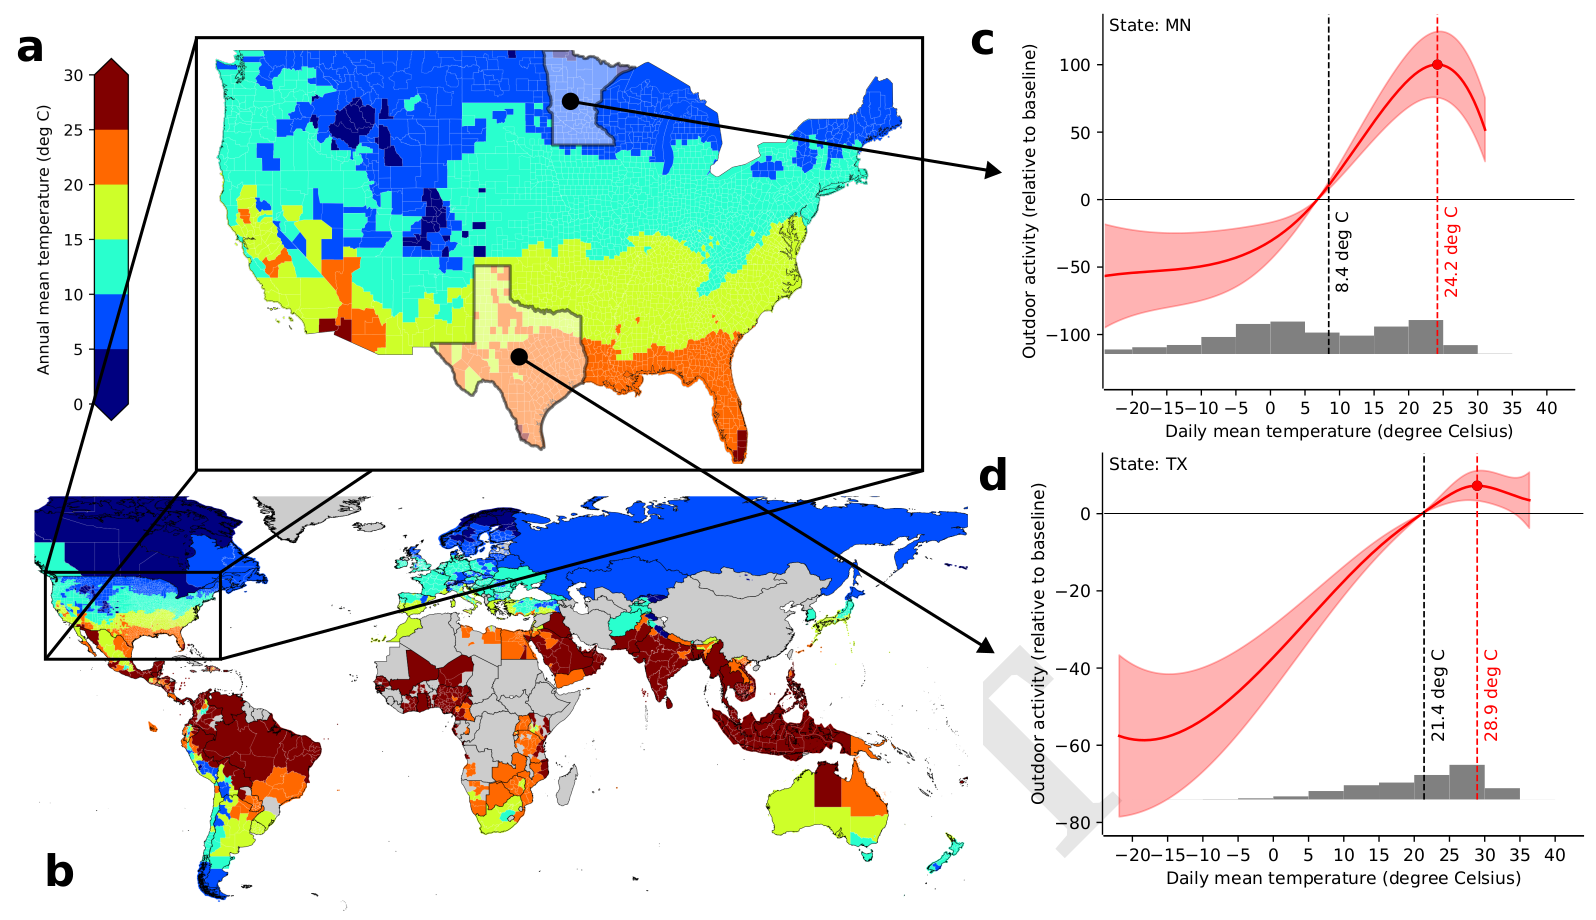 a
Annual mean temperature (deg C)
30
25
20
15
10
5
0
b
c
State: MN
Outdoor activity (relative to baseline)
100
50
0
−50
−100
8.4 deg C
24.2 deg C
−20 −15 −10 −5 0 5 10 15 20 25 30 35 40
Daily mean temperature (degree Celsius)
d
State: TX
Outdoor activity (relative to baseline)
0
−20
−40
−60
−80
21.4 deg C
28.9 deg C
−20 −15 −10 −5 0 5 10 15 20 25 30 35 40
Daily mean temperature (degree Celsius)